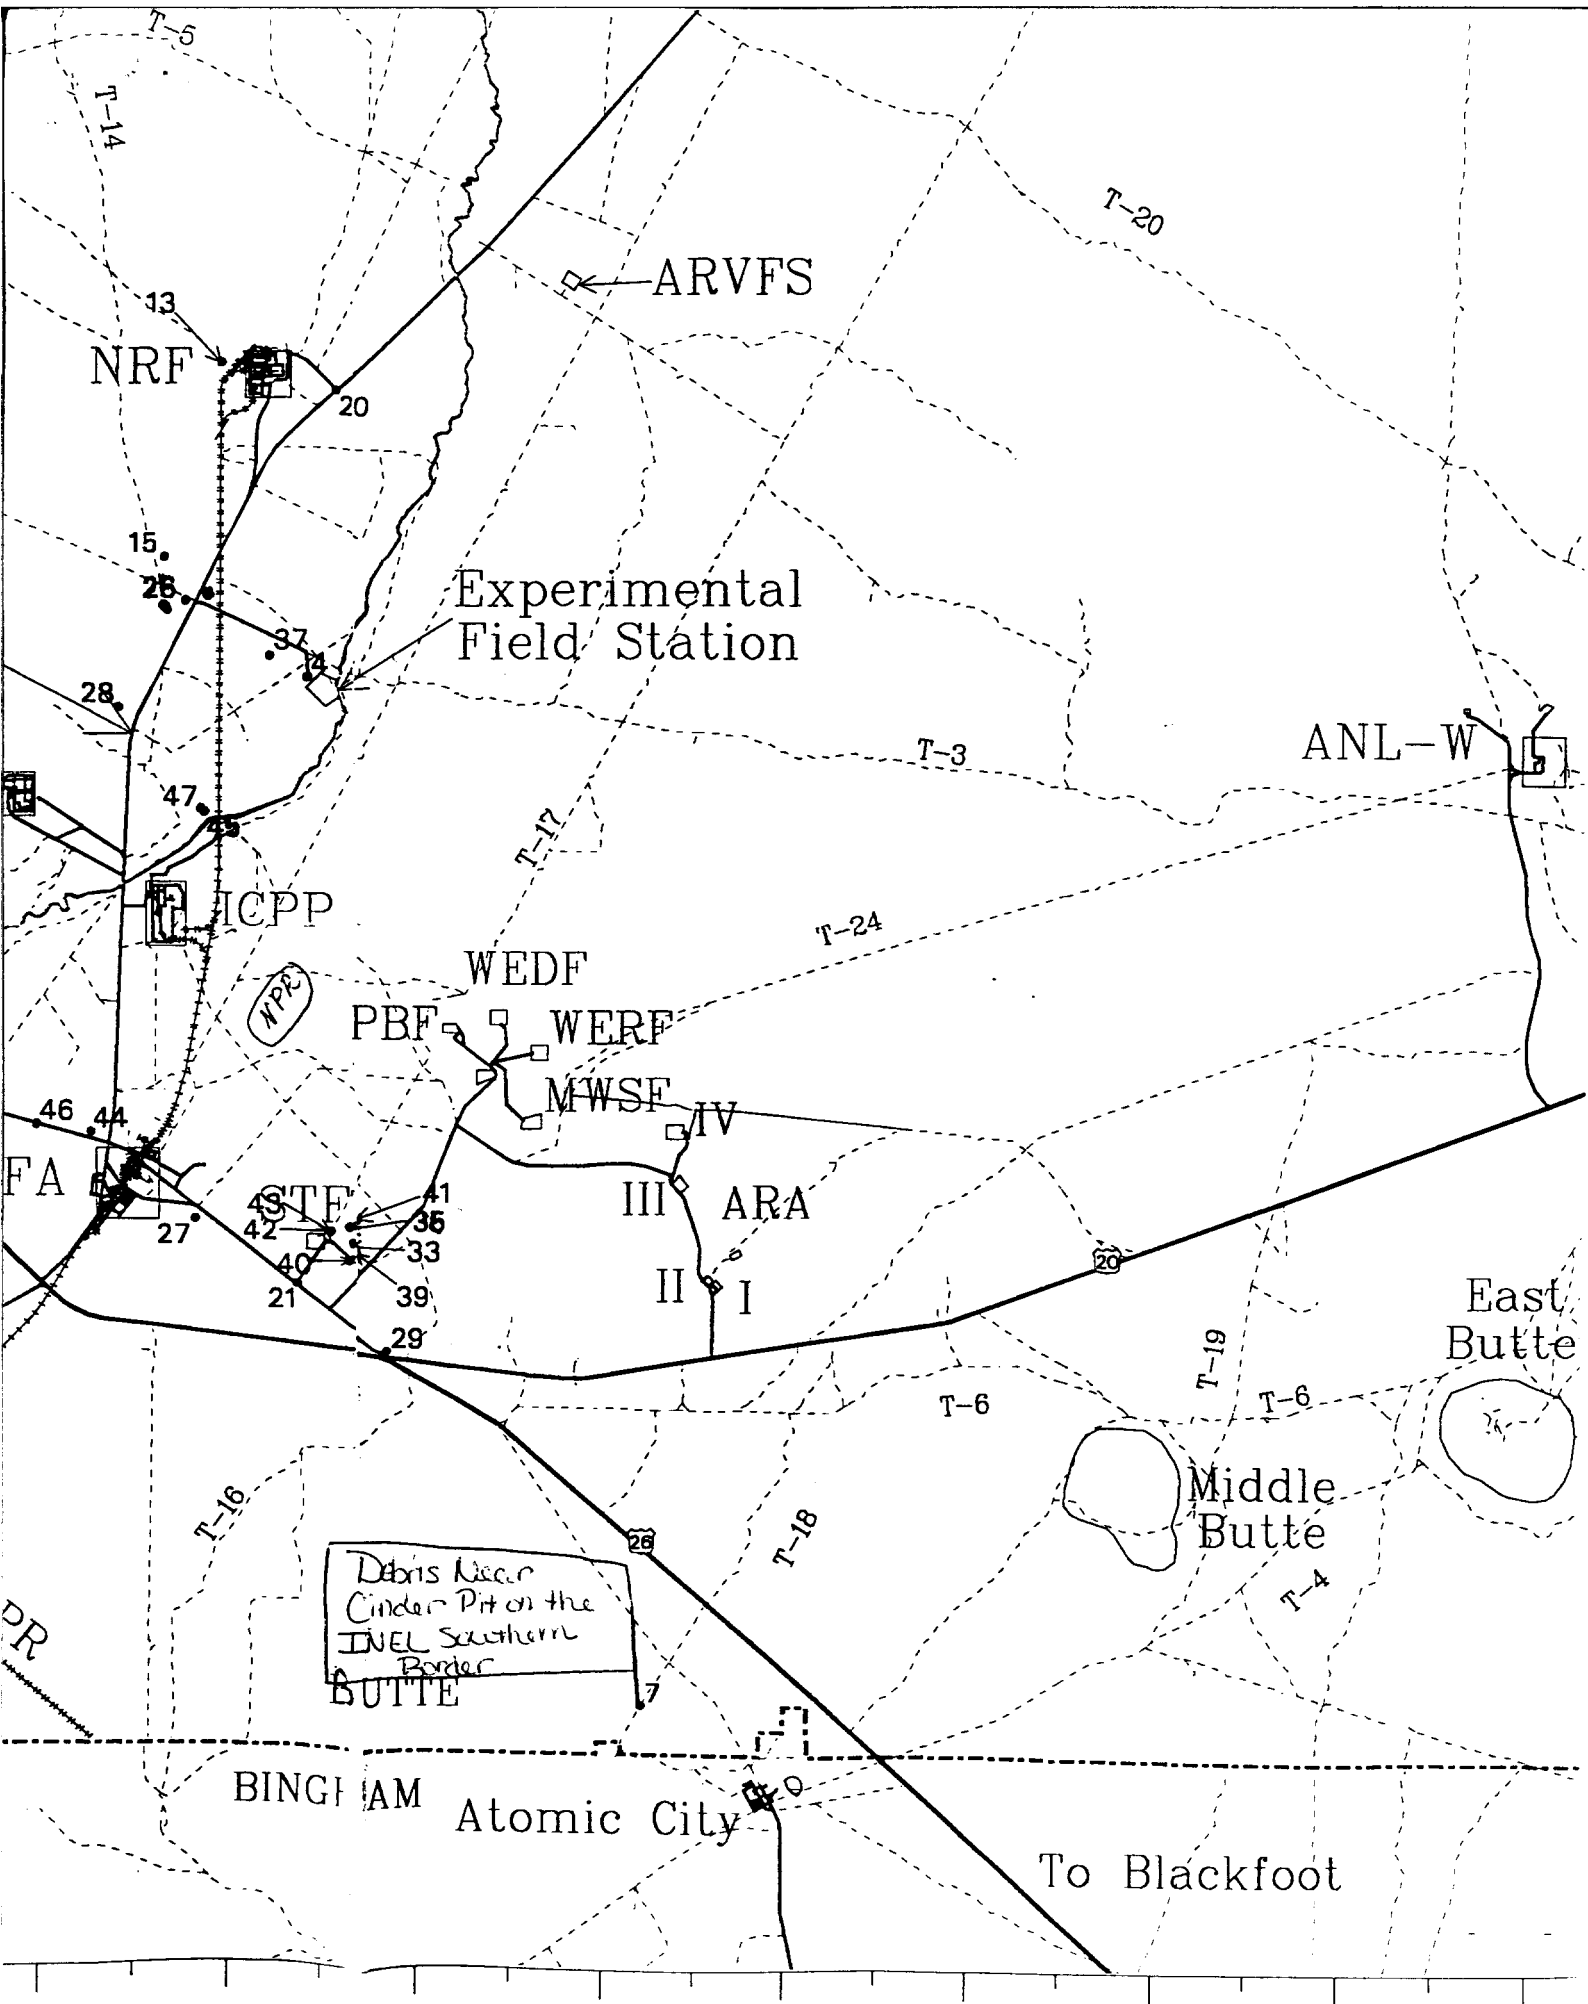 T-5
T-14
T-20
ARVFS
13
NRF
20
15
26
Experimental
Field Station
37
4
28
ANL-W
T-3
47
45
T-17
ICPP
T-24
WEDF
NPR
PBF
WERF
MWSF
IV
46
44
FA
III
ARA
STF
43
41
42
27
33
40
39
21
II
I
20
29
East
Butte
T-19
T-6
T-6
Middle
Butte
T-16
T-18
26
T-4
Debris Near
Cinder Pit on the
INEL Southern
Border
PR
BUTTE
7
BINGHAM
Atomic City
To Blackfoot